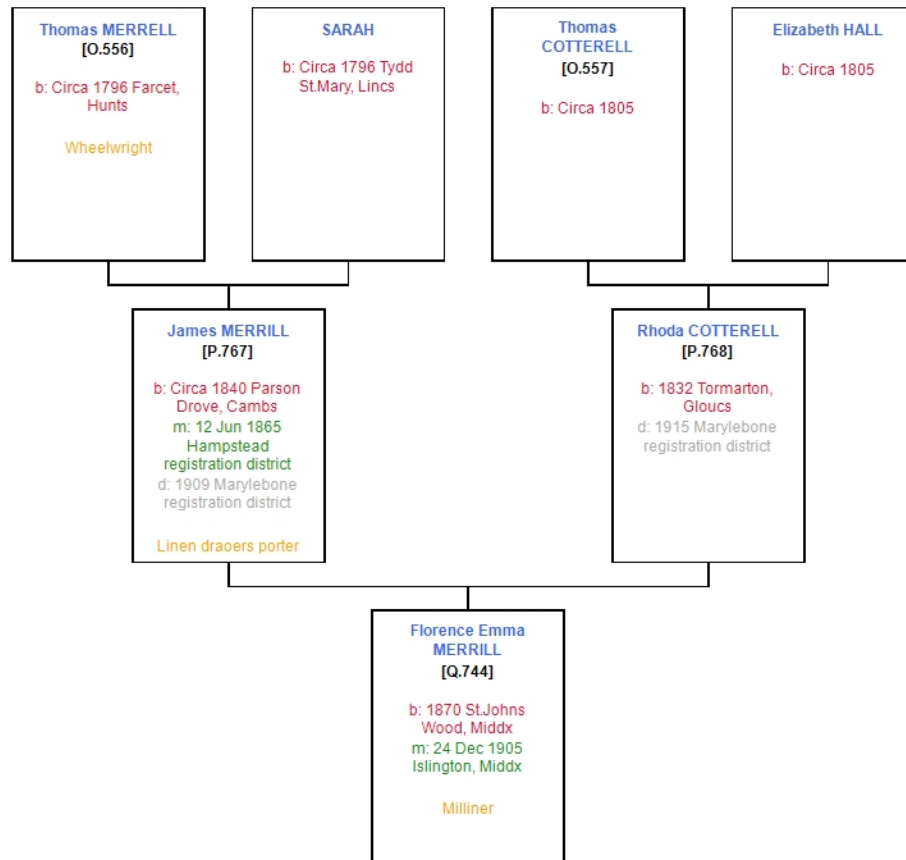 Thomas MERRELL
[O.556]
b: Circa 1796 Farcet,
Hunts
Wheelwright
SARAH
b: Circa 1796 Tydd
St.Mary, Lincs
Thomas
COTTERELL
[O.557]
b: Circa 1805
Elizabeth HALL
b: Circa 1805
James MERRILL
[P.767]
b: Circa 1840 Parson
Drove, Cambs
m: 12 Jun 1865
Hampstead
registration district
d: 1909 Marylebone
registration district
Linen draoers porter
Rhoda COTTERELL
[P.768]
b: 1832 Tormarton,
Gloucs
d: 1915 Marylebone
registration district
Florence Emma
MERRILL
[Q.744]
b: 1870 St.Johns
Wood, Middx
m: 24 Dec 1905
Islington, Middx
Milliner